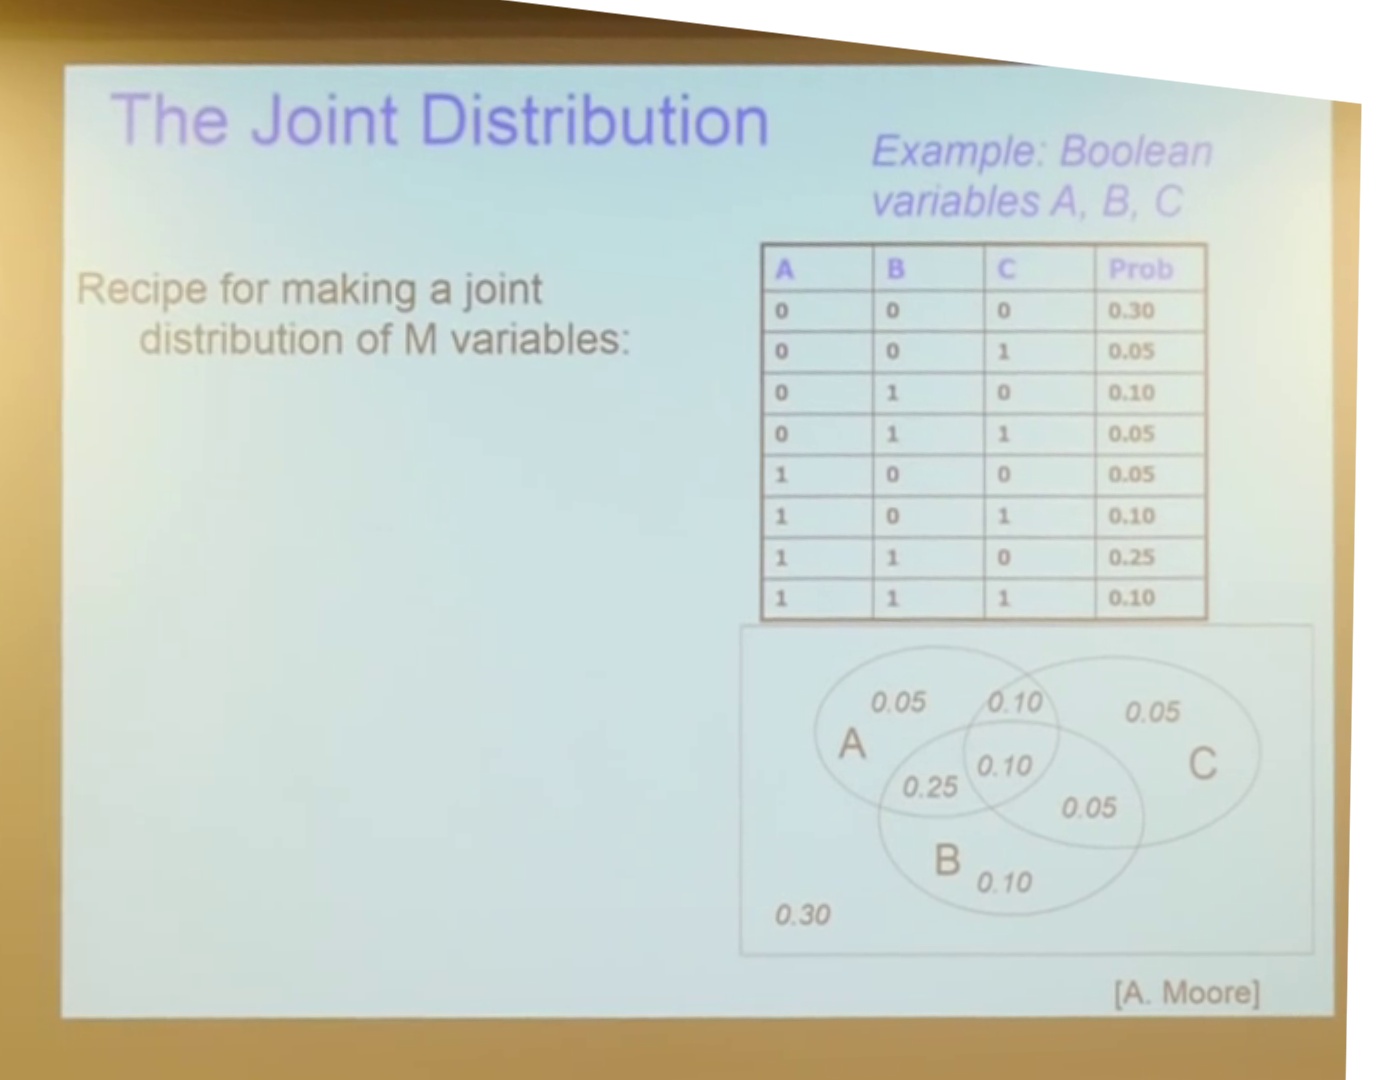 The Joint Distribution
Example: Boolean
variables A, B, C
Recipe for making a joint
distribution of M variables:
A B C Prob
0 0 0 0.30
0 0 1 0.05
0 1 0 0.10
0 1 1 0.05
1 0 0 0.05
1 0 1 0.10
1 1 0 0.25
1 1 1 0.10
0.05 0.10 0.05
A C
0.25 0.10
0.05
B 0.10
0.30
[A. Moore]